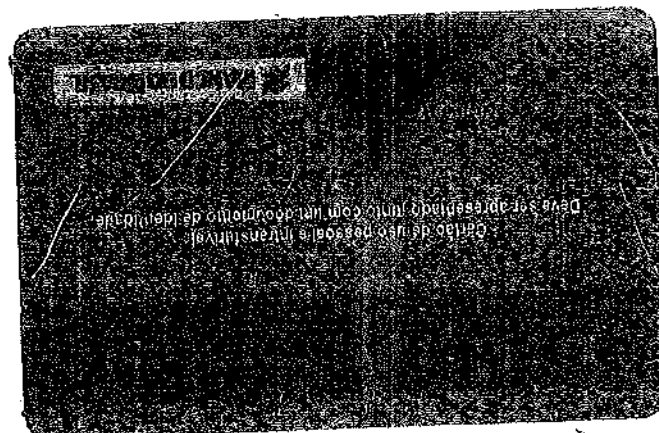 Cartão de uso pessoal e intransferível.
Deve ser apresentado junto com um documento de identidade.